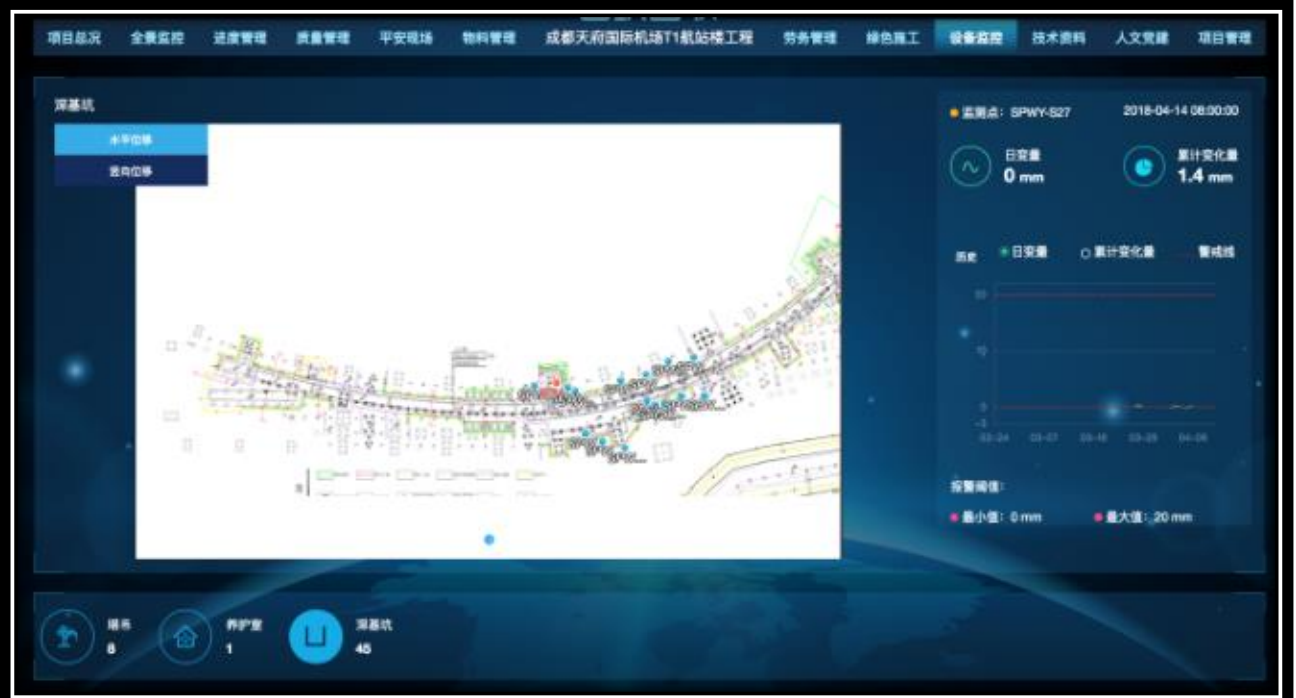 项目总况 全景监控 进度管理 质量管理 平安现场 物料管理 成都天府国际机场T1航站楼工程 劳务管理 绿色施工 设备监控 技术资料 人文党建 项目管理
深基坑
水平位移
竖向位移
监测点：SPWY-S27 2018-04-14 08:00:00
日变量 累计变化量
0 mm 1.4 mm
历史 日变量 累计变化量 警戒线
10
0
03-07 03-28
报警阈值：
最小值：0 mm 最大值：20 mm
塔吊 养护室 深基坑
8 1 45